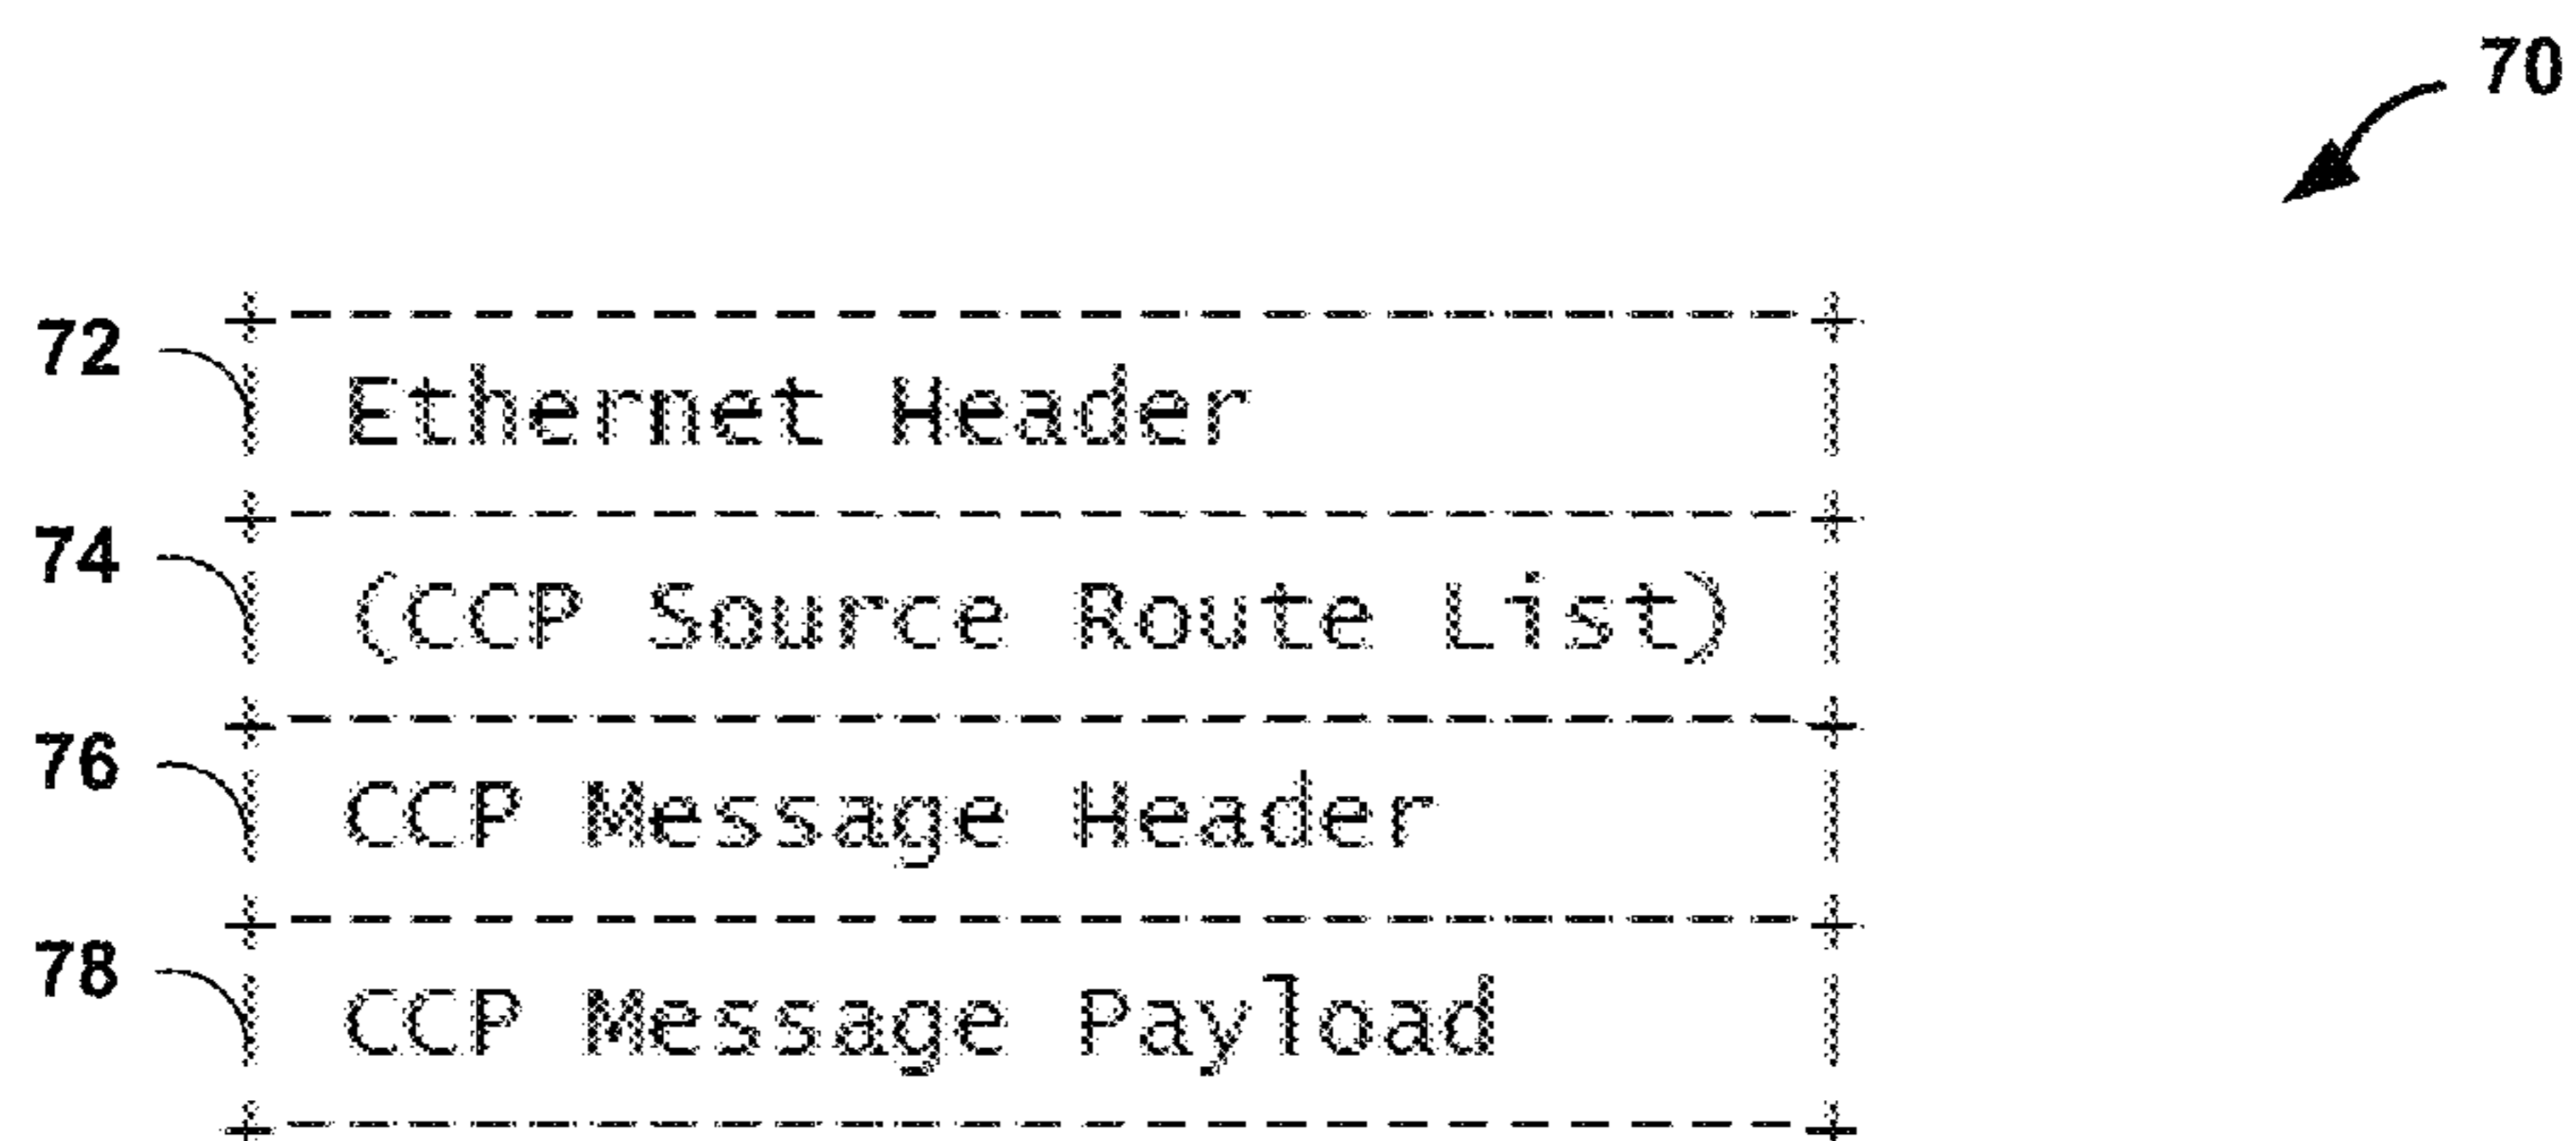 70
72 Ethernet Header
74 (CCP Source Route List)
76 CCP Message Header
78 CCP Message Payload